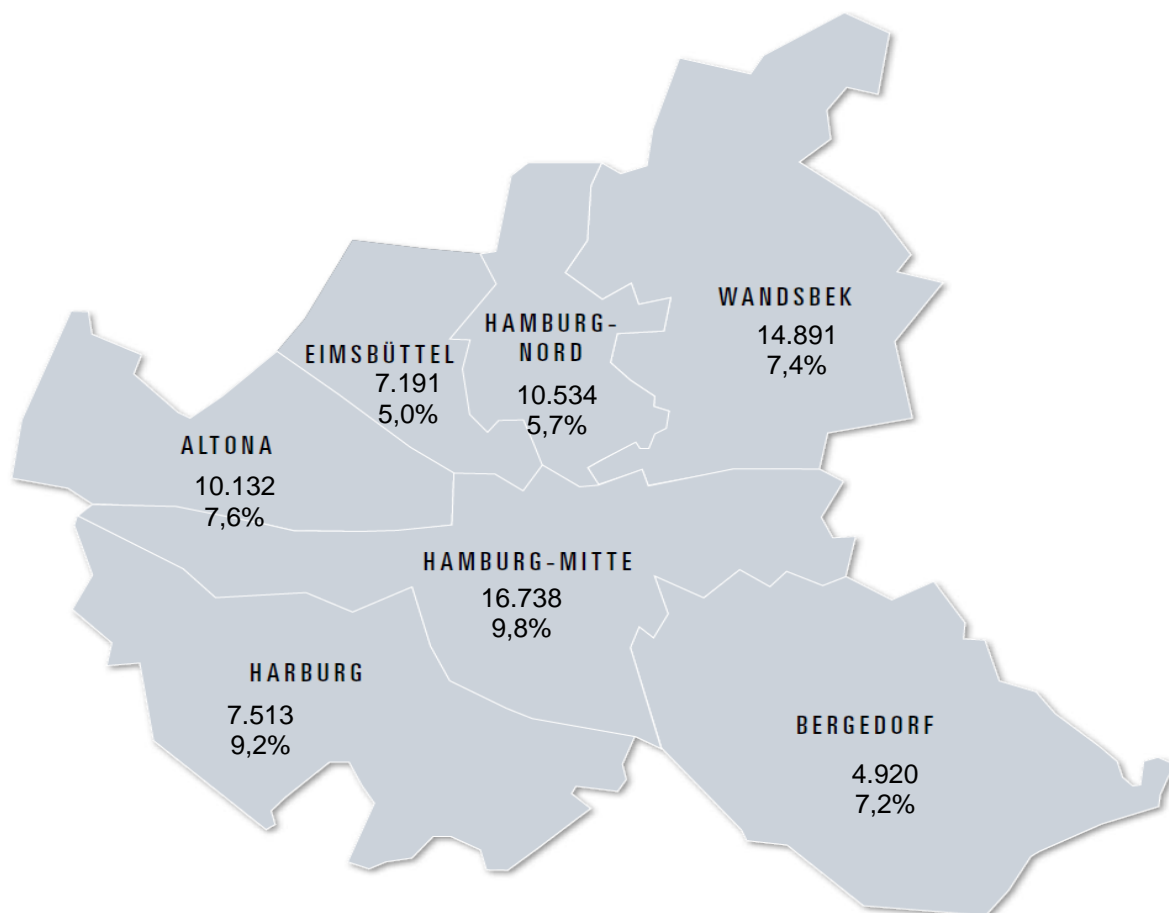 WANDSBEK
14.891
7,4%
HAMBURG-
NORD
10.534
5,7%
EIMSBÜTTEL
7.191
5,0%
ALTONA
10.132
7,6%
HAMBURG-MITTE
16.738
9,8%
HARBURG
7.513
9,2%
BERGEDORF
4.920
7,2%